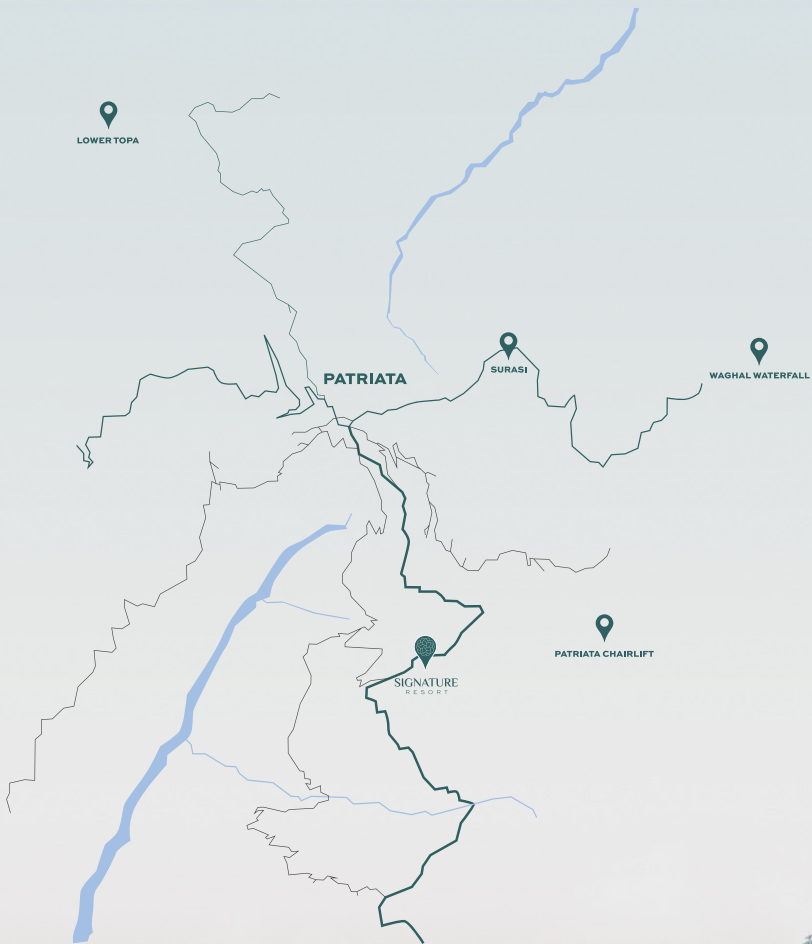 LOWER TOPA
PATRIATA
SURASI
WAGHAL WATERFALL
PATRIATA CHAIRLIFT
SIGNATURE
RESORT